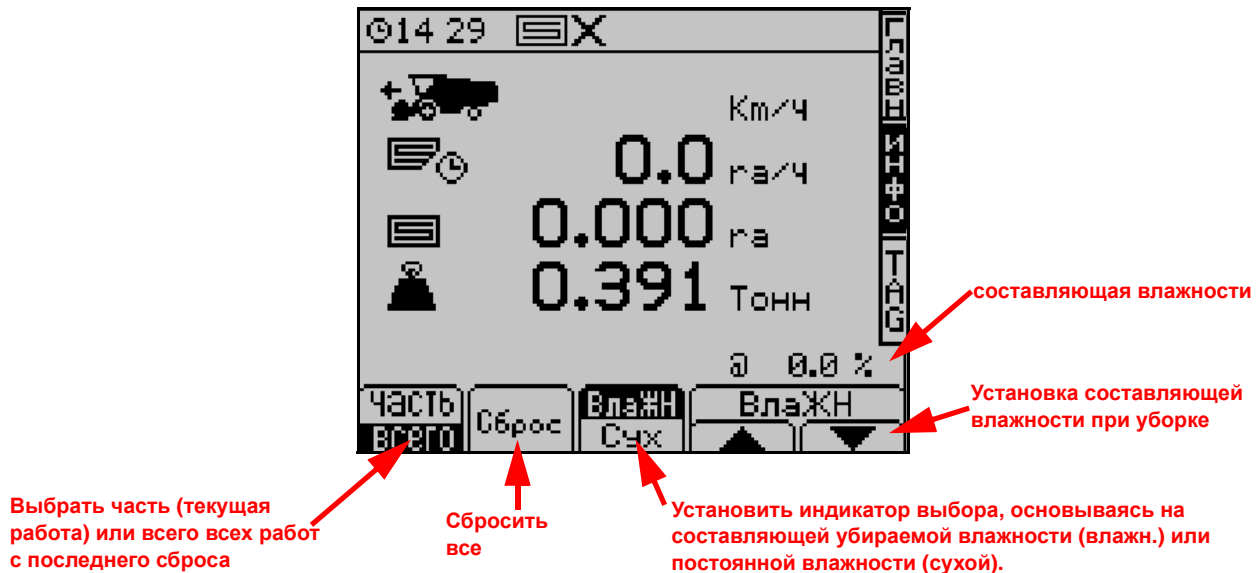 14 29
Главн
Km/ч
0.0 га/ч
ИНФО
0.000 га
0.391 Тонн
TAG
@ 0.0 %
часть
всего
Сброс
ВлаЖН
Сух
ВлаЖН
составляющая влажности
Установка составляющей
влажности при уборке
Выбрать часть (текущая
работа) или всего всех работ
с последнего сброса
Сбросить
все
Установить индикатор выбора, основываясь на
составляющей убираемой влажности (влажн.) или
постоянной влажности (сухой).